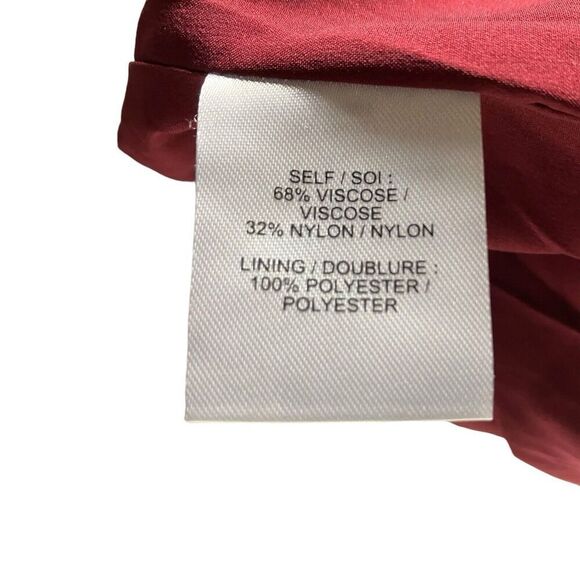 SELF / SOI :
68% VISCOSE /
VISCOSE
32% NYLON / NYLON
LINING / DOUBLURE :
100% POLYESTER /
POLYESTER